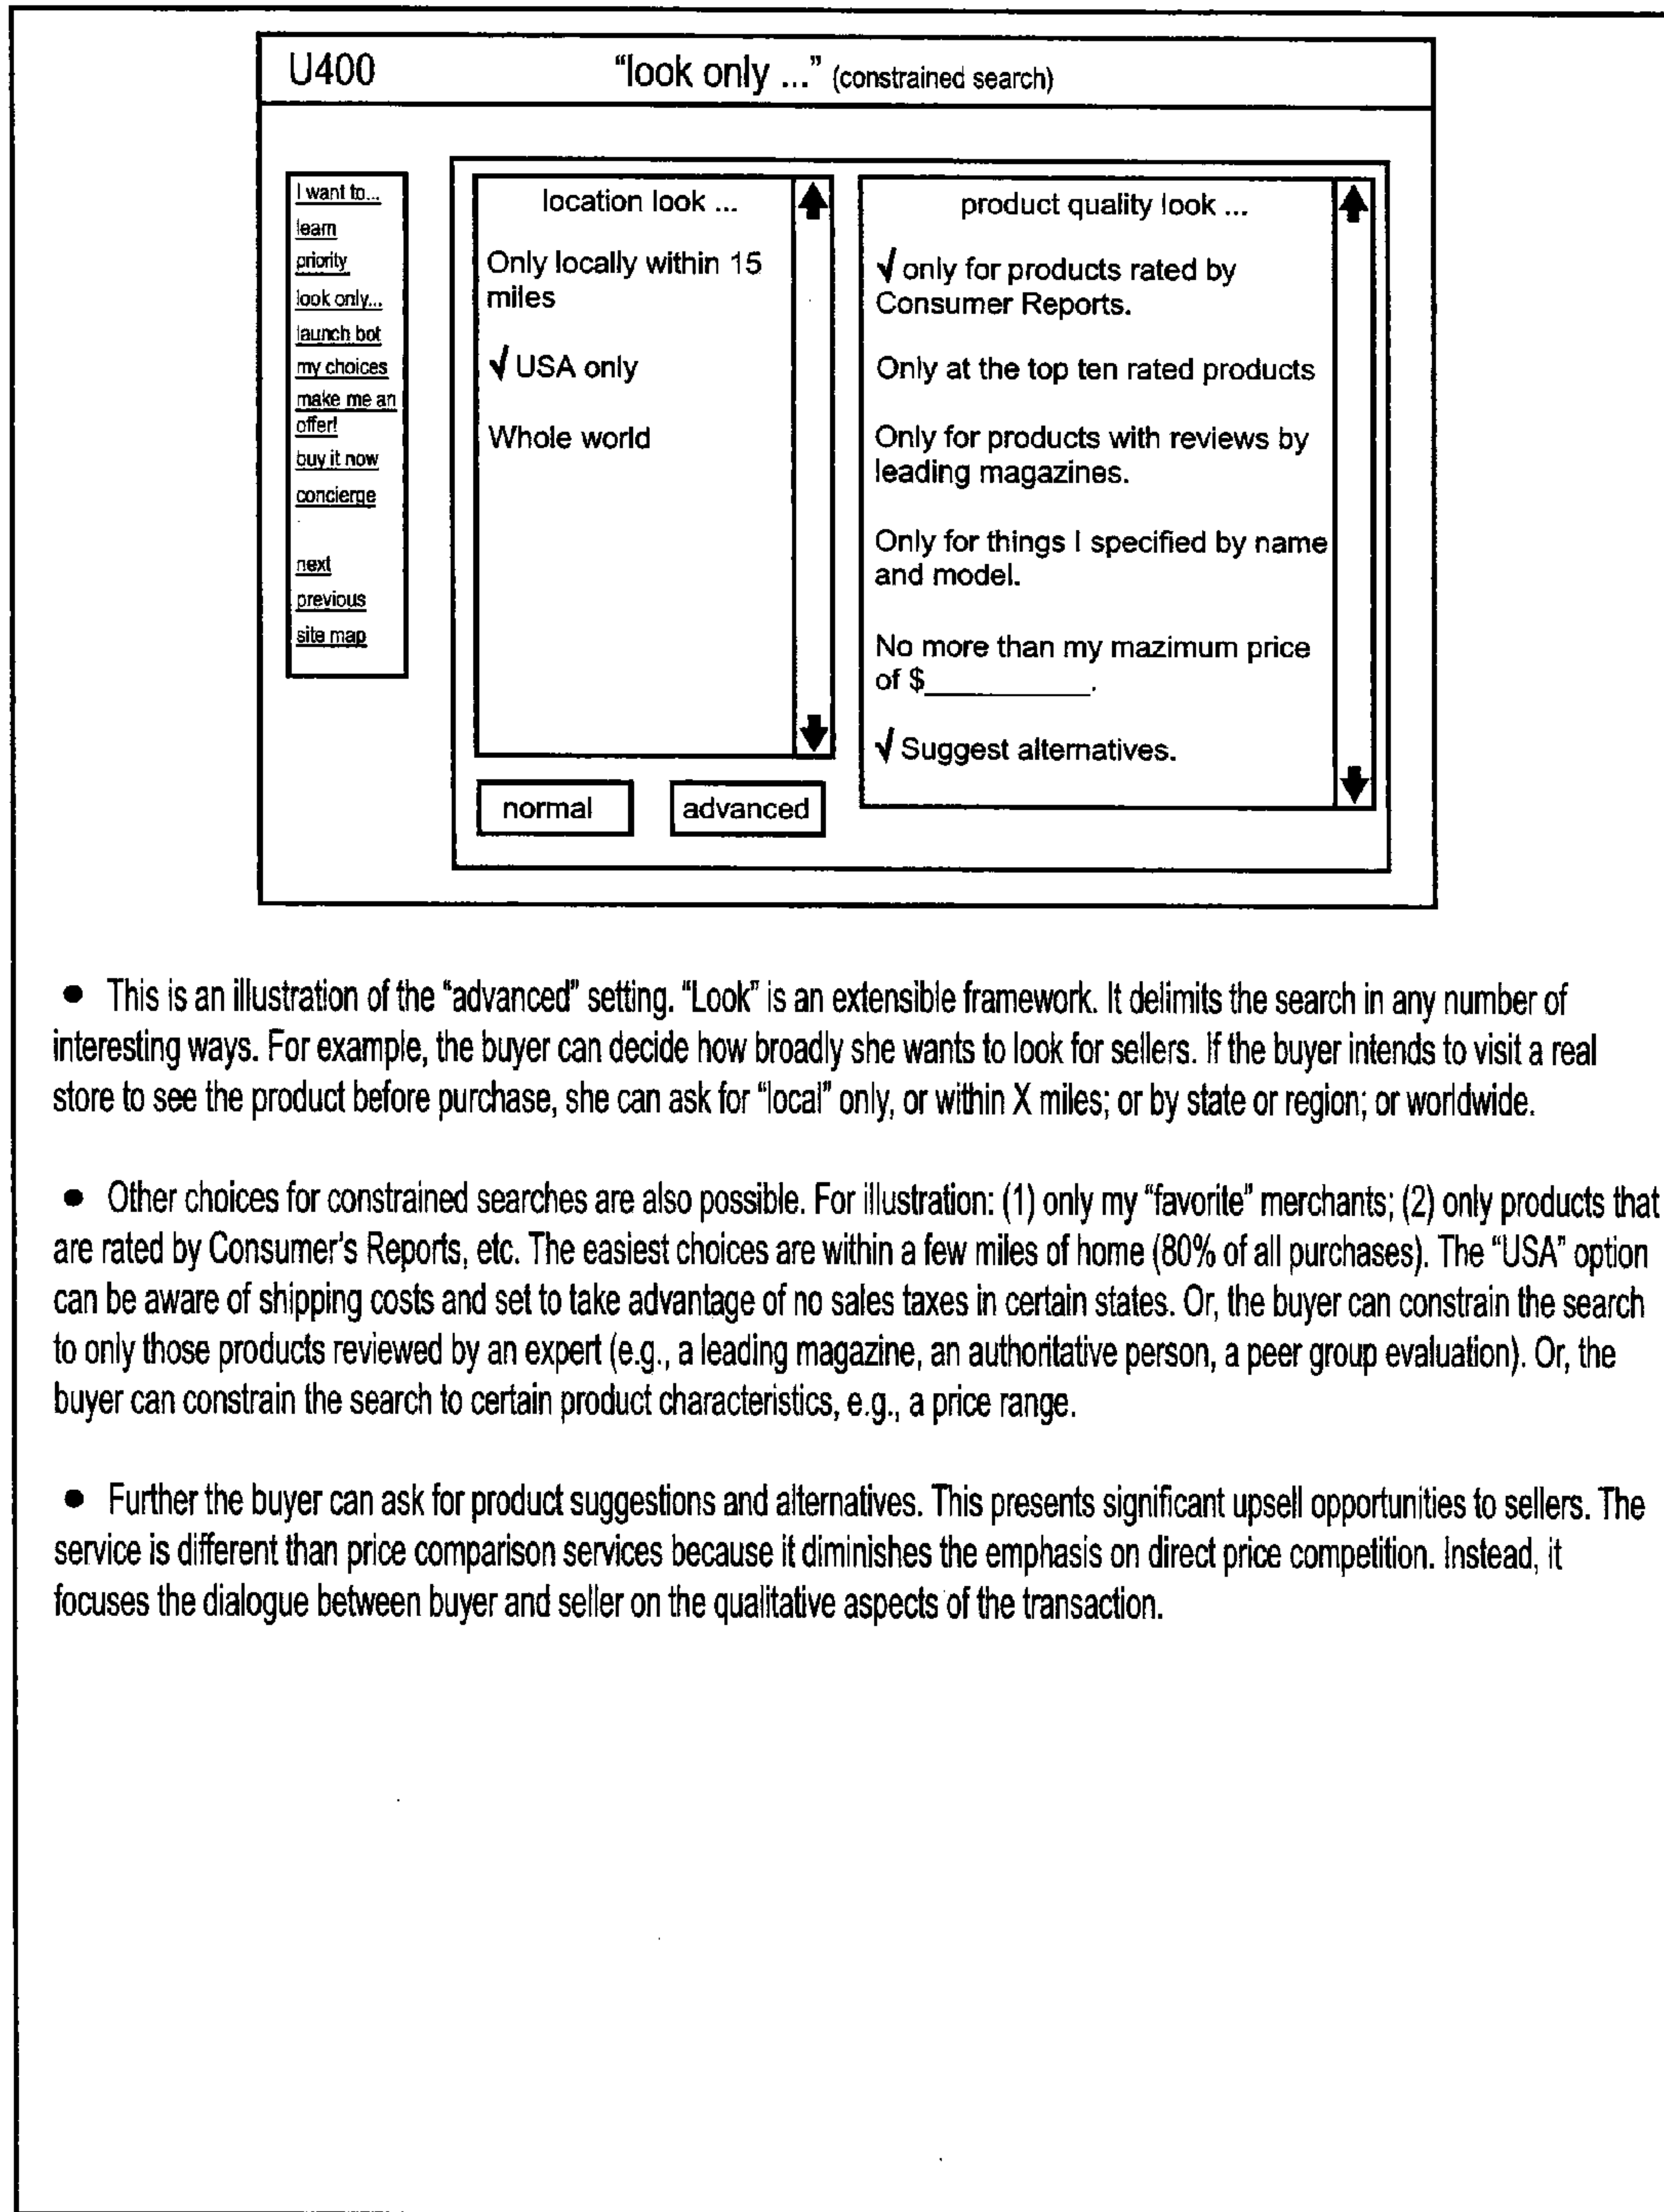 U400
“look only ...” (constrained search)
I want to...
learn
priority
look only...
launch bot
my choices
make me an
offer!
buy it now
concierge
next
previous
site map
location look ...
Only locally within 15
miles
√ USA only
Whole world
normal
advanced
product quality look ...
√ only for products rated by
Consumer Reports.
Only at the top ten rated products
Only for products with reviews by
leading magazines.
Only for things I specified by name
and model.
No more than my mazimum price
of $__________.
√ Suggest alternatives.
● This is an illustration of the “advanced” setting. “Look” is an extensible framework. It delimits the search in any number of
interesting ways. For example, the buyer can decide how broadly she wants to look for sellers. If the buyer intends to visit a real
store to see the product before purchase, she can ask for “local” only, or within X miles; or by state or region; or worldwide.
● Other choices for constrained searches are also possible. For illustration: (1) only my “favorite” merchants; (2) only products that
are rated by Consumer’s Reports, etc. The easiest choices are within a few miles of home (80% of all purchases). The “USA” option
can be aware of shipping costs and set to take advantage of no sales taxes in certain states. Or, the buyer can constrain the search
to only those products reviewed by an expert (e.g., a leading magazine, an authoritative person, a peer group evaluation). Or, the
buyer can constrain the search to certain product characteristics, e.g., a price range.
● Further the buyer can ask for product suggestions and alternatives. This presents significant upsell opportunities to sellers. The
service is different than price comparison services because it diminishes the emphasis on direct price competition. Instead, it
focuses the dialogue between buyer and seller on the qualitative aspects of the transaction.